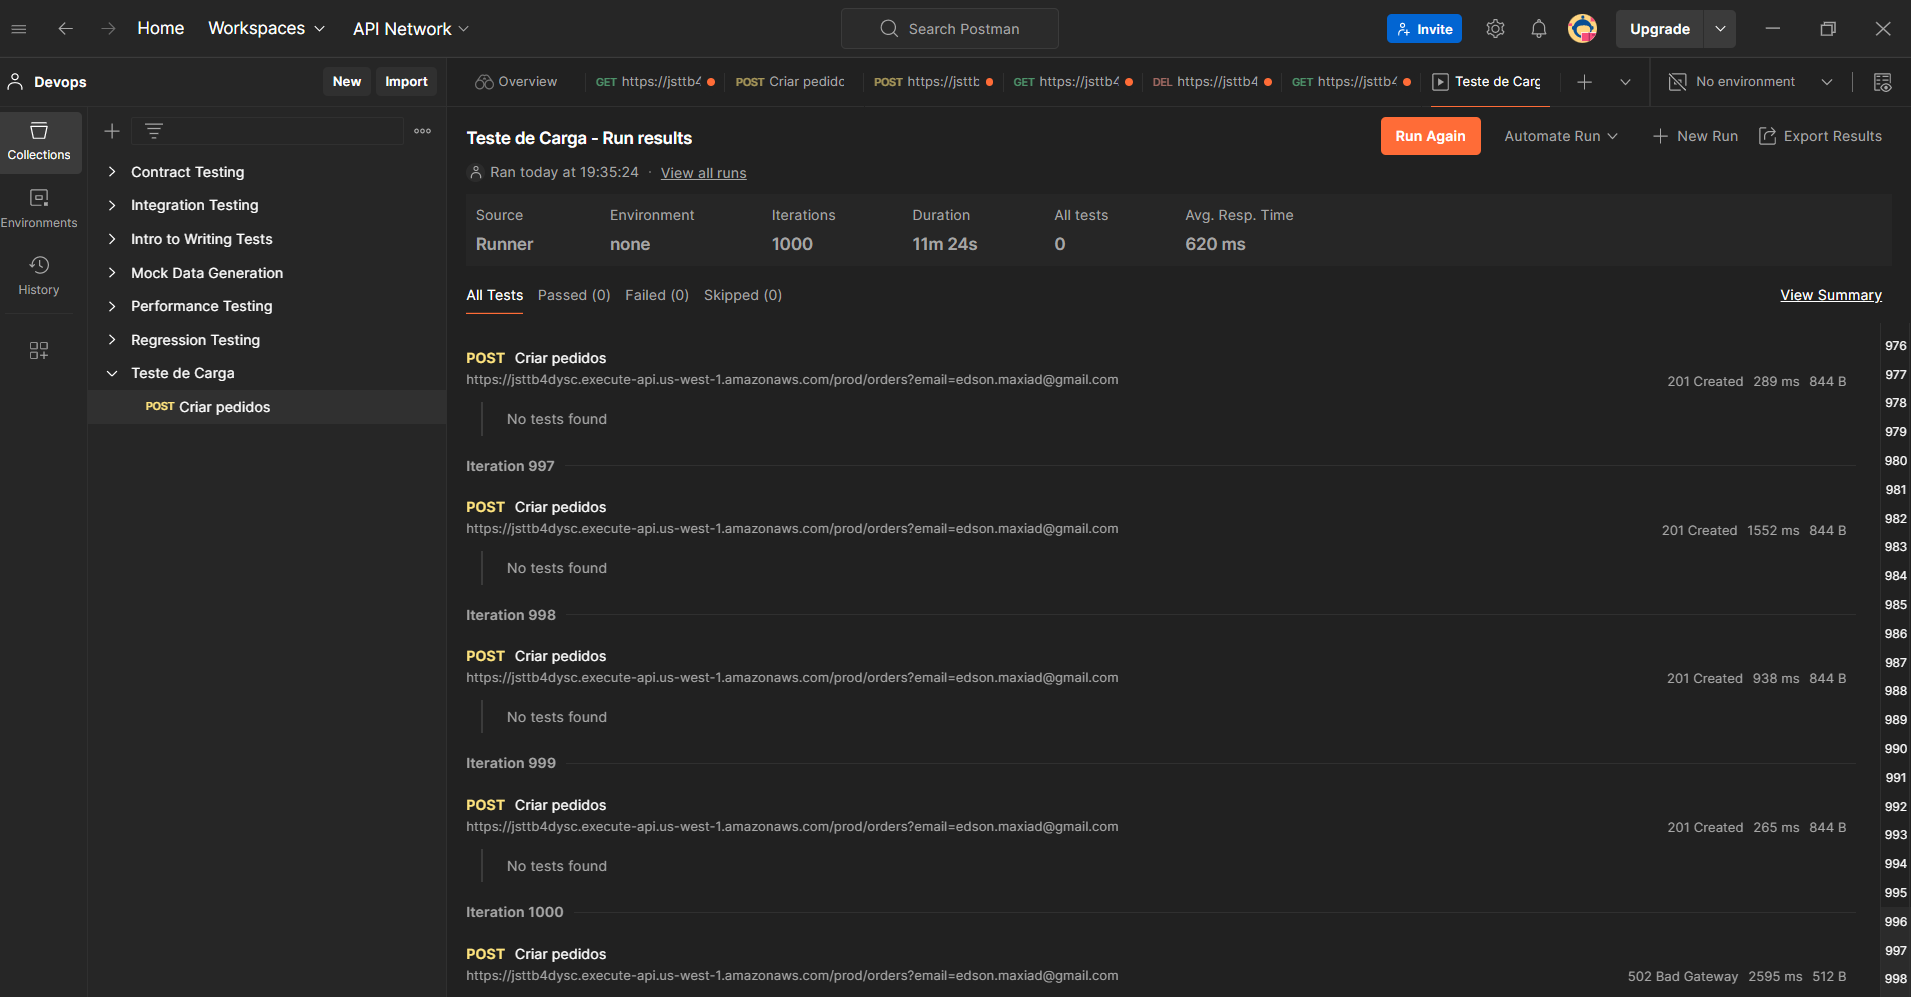 Home Workspaces API Network Search Postman Invite Upgrade
Devops New Import
Overview GET https://jsttb4 POST Criar pedido POST https://jsttb GET https://jsttb4 DEL https://jsttb4 GET https://jsttb4 Teste de Carg No environment
Collections
Environments
History
Contract Testing
Integration Testing
Intro to Writing Tests
Mock Data Generation
Performance Testing
Regression Testing
Teste de Carga
POST Criar pedidos
Teste de Carga - Run results
Run Again Automate Run New Run Export Results
Ran today at 19:35:24 · View all runs
Source Environment Iterations Duration All tests Avg. Resp. Time
Runner none 1000 11m 24s 0 620 ms
All Tests Passed (0) Failed (0) Skipped (0) View Summary
POST Criar pedidos
https://jsttb4dysc.execute-api.us-west-1.amazonaws.com/prod/orders?email=edson.maxiad@gmail.com
201 Created 289 ms 844 B
No tests found
Iteration 997
POST Criar pedidos
https://jsttb4dysc.execute-api.us-west-1.amazonaws.com/prod/orders?email=edson.maxiad@gmail.com
201 Created 1552 ms 844 B
No tests found
Iteration 998
POST Criar pedidos
https://jsttb4dysc.execute-api.us-west-1.amazonaws.com/prod/orders?email=edson.maxiad@gmail.com
201 Created 938 ms 844 B
No tests found
Iteration 999
POST Criar pedidos
https://jsttb4dysc.execute-api.us-west-1.amazonaws.com/prod/orders?email=edson.maxiad@gmail.com
201 Created 265 ms 844 B
No tests found
Iteration 1000
POST Criar pedidos
https://jsttb4dysc.execute-api.us-west-1.amazonaws.com/prod/orders?email=edson.maxiad@gmail.com
502 Bad Gateway 2595 ms 512 B
976
977
978
979
980
981
982
983
984
985
986
987
988
989
990
991
992
993
994
995
996
997
998